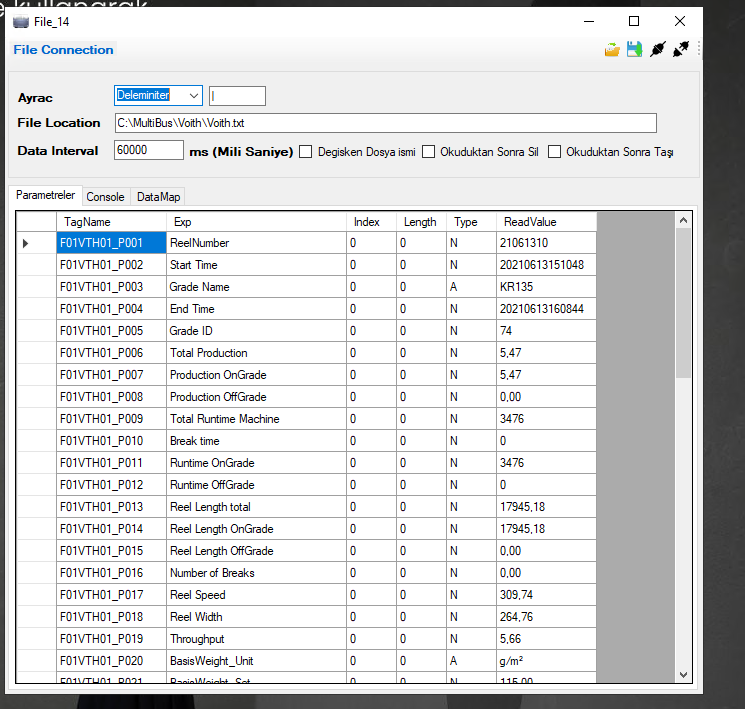 kullanarak
File_14
File Connection
Ayrac Deleminiter |
File Location C:\MultiBus\Voith\Voith.txt
Data Interval 60000 ms (Mili Saniye) Degisken Dosya ismi Okuduktan Sonra Sil Okuduktan Sonra Taşı
Parametreler Console DataMap
TagName Exp Index Length Type ReadValue
F01VTH01_P001 ReelNumber 0 0 N 21061310
F01VTH01_P002 Start Time 0 0 N 20210613151048
F01VTH01_P003 Grade Name 0 0 A KR135
F01VTH01_P004 End Time 0 0 N 20210613160844
F01VTH01_P005 Grade ID 0 0 N 74
F01VTH01_P006 Total Production 0 0 N 5,47
F01VTH01_P007 Production OnGrade 0 0 N 5,47
F01VTH01_P008 Production OffGrade 0 0 N 0,00
F01VTH01_P009 Total Runtime Machine 0 0 N 3476
F01VTH01_P010 Break time 0 0 N 0
F01VTH01_P011 Runtime OnGrade 0 0 N 3476
F01VTH01_P012 Runtime OffGrade 0 0 N 0
F01VTH01_P013 Reel Length total 0 0 N 17945,18
F01VTH01_P014 Reel Length OnGrade 0 0 N 17945,18
F01VTH01_P015 Reel Length OffGrade 0 0 N 0,00
F01VTH01_P016 Number of Breaks 0 0 N 0,00
F01VTH01_P017 Reel Speed 0 0 N 309,74
F01VTH01_P018 Reel Width 0 0 N 264,76
F01VTH01_P019 Throughput 0 0 N 5,66
F01VTH01_P020 BasisWeight_Unit 0 0 A g/m²
F01VTH01_P021 BasisWeight_Set 0 0 N 115,00